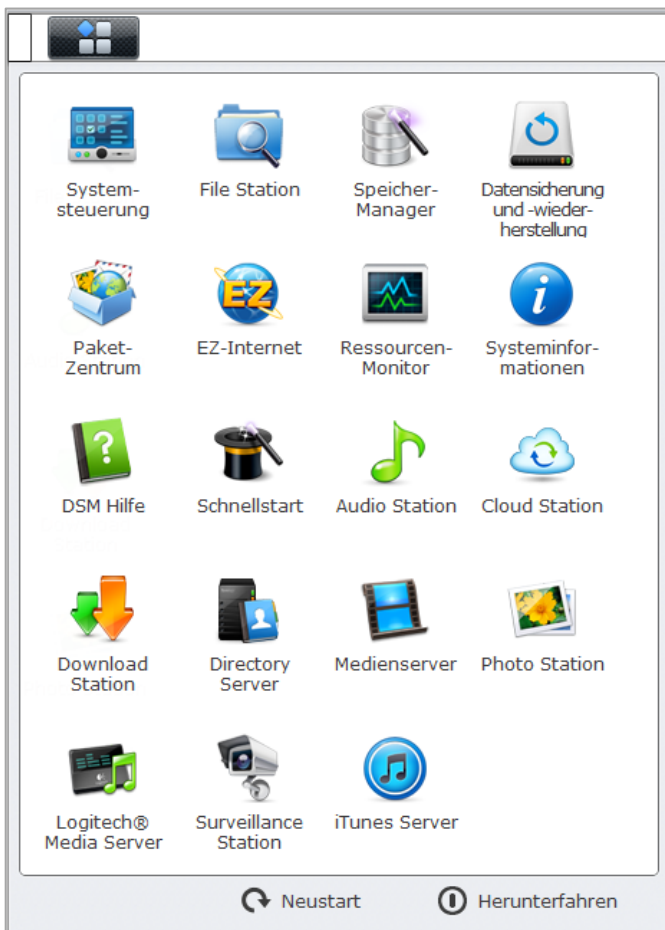 System-
steuerung
File Station
Speicher-
Manager
Datensicherung
und -wieder-
herstellung
Paket-
Zentrum
EZ
EZ-Internet
Ressourcen-
Monitor
i
Systeminfor-
mationen
?
DSM Hilfe
Schnellstart
Audio Station
Cloud Station
Download
Station
Directory
Server
Medienserver
Photo Station
Logitech®
Media Server
Surveillance
Station
iTunes Server
Neustart
Herunterfahren